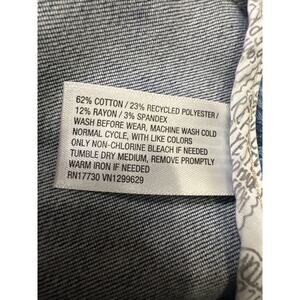 62% COTTON / 23% RECYCLED POLYESTER /
12% RAYON / 3% SPANDEX
WASH BEFORE WEAR, MACHINE WASH COLD
NORMAL CYCLE, WITH LIKE COLORS
ONLY NON-CHLORINE BLEACH IF NEEDED
TUMBLE DRY MEDIUM, REMOVE PROMPTLY
WARM IRON IF NEEDED
RN17730 VN1299629